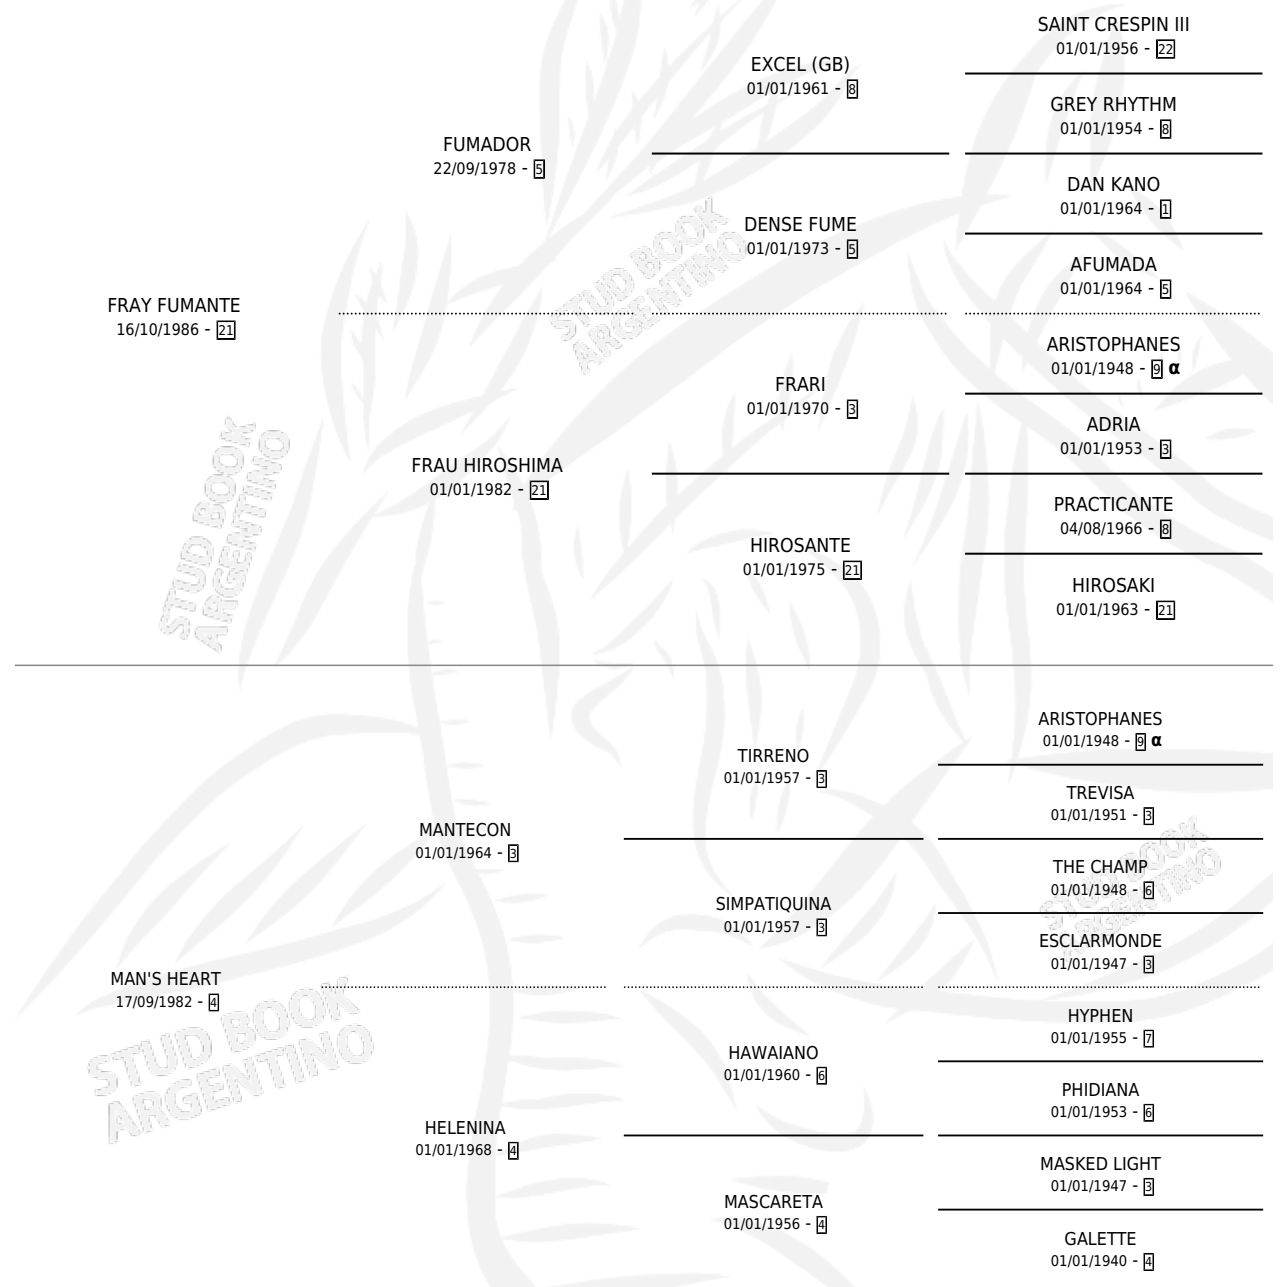 SAINT CRESPIN III
01/01/1956 - 22
EXCEL (GB)
01/01/1961 - 8
GREY RHYTHM
01/01/1954 - 8
FUMADOR
22/09/1978 - 5
DAN KANO
01/01/1964 - 1
DENSE FUME
01/01/1973 - 5
AFUMADA
01/01/1964 - 5
FRAY FUMANTE
16/10/1986 - 21
ARISTOPHANES
01/01/1948 - 9 α
FRARI
01/01/1970 - 3
ADRIA
01/01/1953 - 3
FRAU HIROSHIMA
01/01/1982 - 21
PRACTICANTE
04/08/1966 - 8
HIROSANTE
01/01/1975 - 21
HIROSAKI
01/01/1963 - 21
ARISTOPHANES
01/01/1948 - 9 α
TIRRENO
01/01/1957 - 3
TREVISA
01/01/1951 - 3
MANTECON
01/01/1964 - 3
THE CHAMP
01/01/1948 - 6
SIMPATIQUINA
01/01/1957 - 3
ESCLARMONDE
01/01/1947 - 3
MAN'S HEART
17/09/1982 - 4
HYPHEN
01/01/1955 - 7
HAWAIANO
01/01/1960 - 6
PHIDIANA
01/01/1953 - 6
HELENINA
01/01/1968 - 4
MASKED LIGHT
01/01/1947 - 3
MASCARETA
01/01/1956 - 4
GALETTE
01/01/1940 - 4
STUD BOOK
ARGENTINO
STUD BOOK
ARGENTINO
STUD BOOK
ARGENTINO
STUD BOOK
ARGENTINO